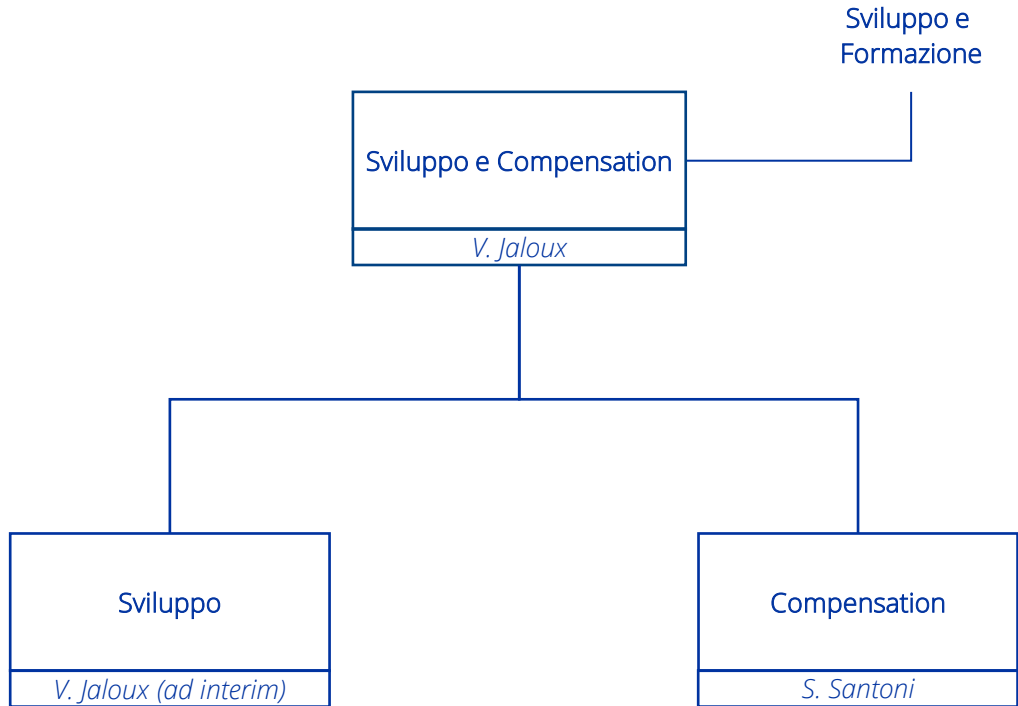 Sviluppo e
Formazione
Sviluppo e Compensation
V. Jaloux
Sviluppo
V. Jaloux (ad interim)
Compensation
S. Santoni